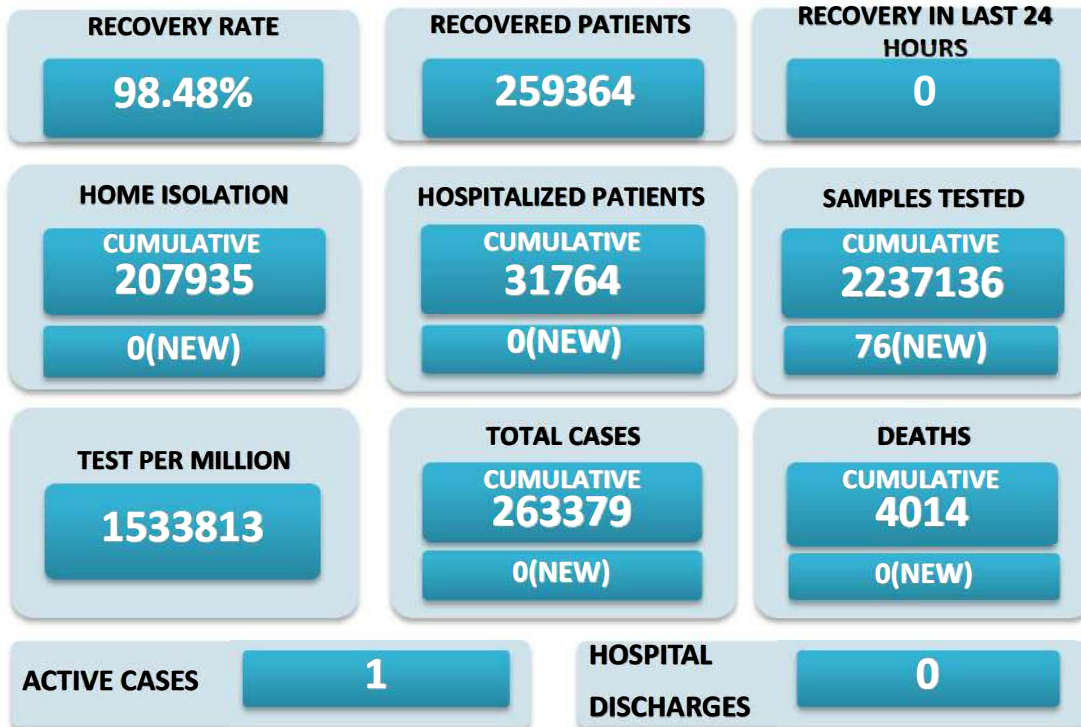 RECOVERY RATE
98.48%
RECOVERED PATIENTS
259364
RECOVERY IN LAST 24
HOURS
0
HOME ISOLATION
CUMULATIVE
207935
0(NEW)
HOSPITALIZED PATIENTS
CUMULATIVE
31764
0(NEW)
SAMPLES TESTED
CUMULATIVE
2237136
76(NEW)
TEST PER MILLION
1533813
TOTAL CASES
CUMULATIVE
263379
0(NEW)
DEATHS
CUMULATIVE
4014
0(NEW)
ACTIVE CASES
1
HOSPITAL
DISCHARGES
0